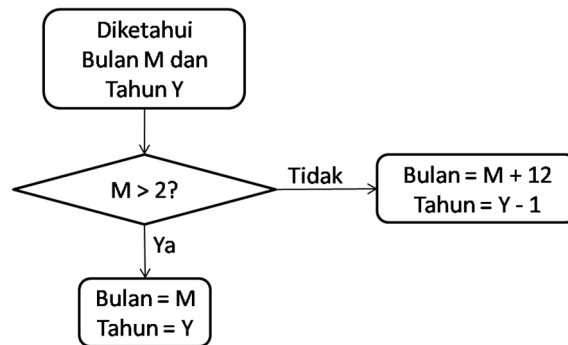 Diketahui
Bulan M dan
Tahun Y
M > 2?
Tidak
Bulan = M + 12
Tahun = Y - 1
Ya
Bulan = M
Tahun = Y